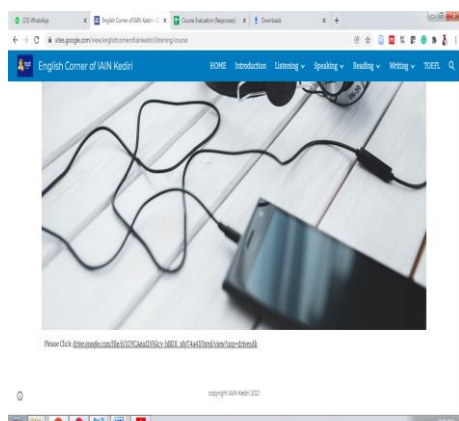 (23) WhatsApp
English Corner of IAIN Kediri - C
Course Evaluation (Responses) -
Downloads
sites.google.com/view/englishcornerofiainkediri/listening/course
English Corner of IAIN Kediri
HOME Introduction Listening Speaking Reading Writing TOEFL
Please Click
copyright IAIN Kediri 2021